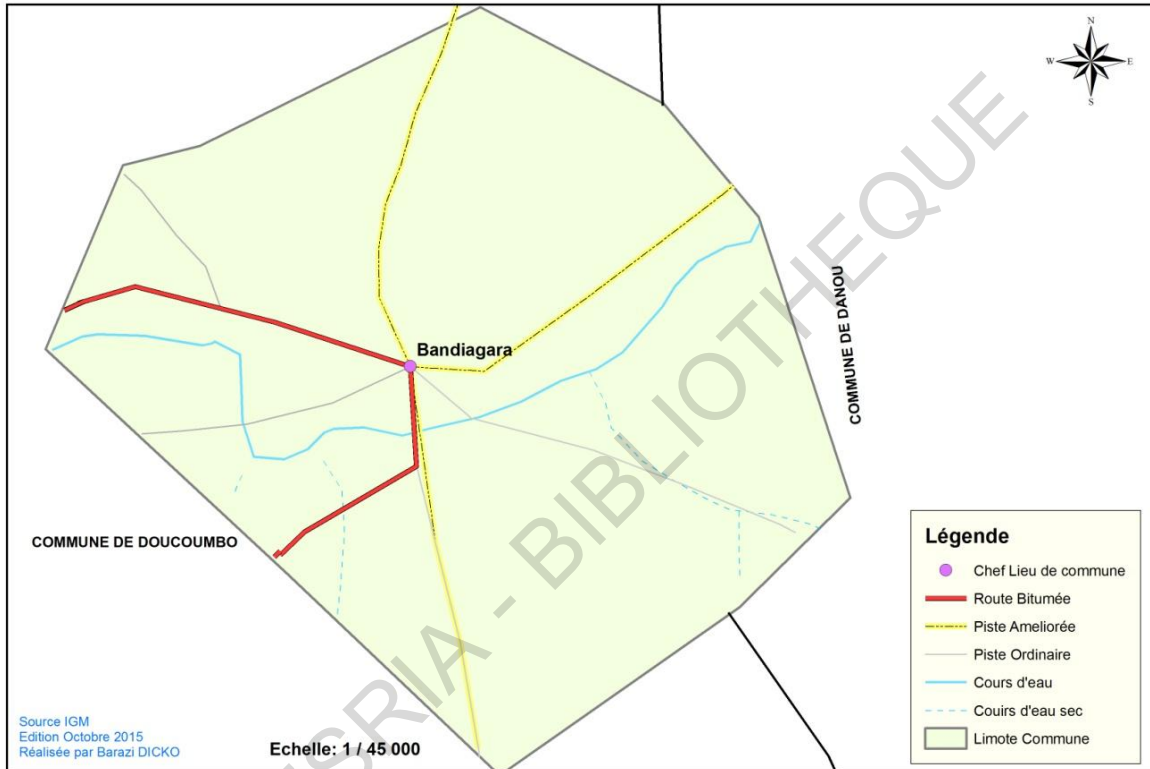 N
W
E
S
Bandiagara
COMMUNE DE DANOU
COMMUNE DE DOUCOUMBO
Légende
Chef Lieu de commune
Route Bitumée
Piste Ameliorée
Piste Ordinaire
Cours d'eau
Couirs d'eau sec
Limote Commune
Source IGM
Edition Octobre 2015
Réalisée par Barazi DICKO
Echelle: 1 / 45 000
ESRIA - BIBLIOTHEQUE